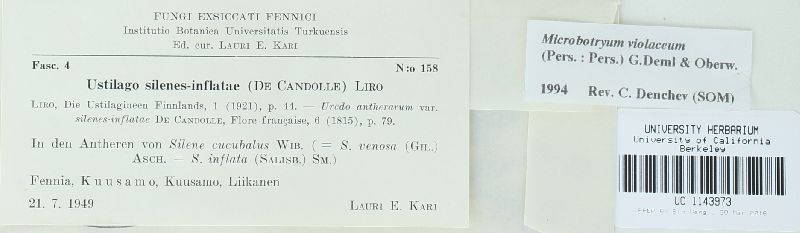 FUNGI EXSICCATI FENNICI
Institutio Botanica Universitatis Turkuensis
Ed. cur. LAURI E. KARI
Fasc. 4 N:o 158
Ustilago silenes-inflatae (DE CANDOLLE) LIRO
LIRO, Die Ustilagineen Finnlands, 1 (1921), p. 44. — Uredo antherarum var.
silenes-inflatae DE CANDOLLE, Flore française, 6 (1815), p. 79.
In den Antheren von Silene cucubalus WIB. ( = S. venosa (GIL.)
ASCH. — S. inflata (SALISB.) SM.)
Fennia, Kuusamo, Kuusamo, Liikanen
21. 7. 1949 LAURI E. KARI
Microbotryum violaceum
(Pers. : Pers.) G.Deml & Oberw.
1994 Rev. C. Denchev (SOM)
UNIVERSITY HERBARIUM
University of California
Berkeley
UC 1143973